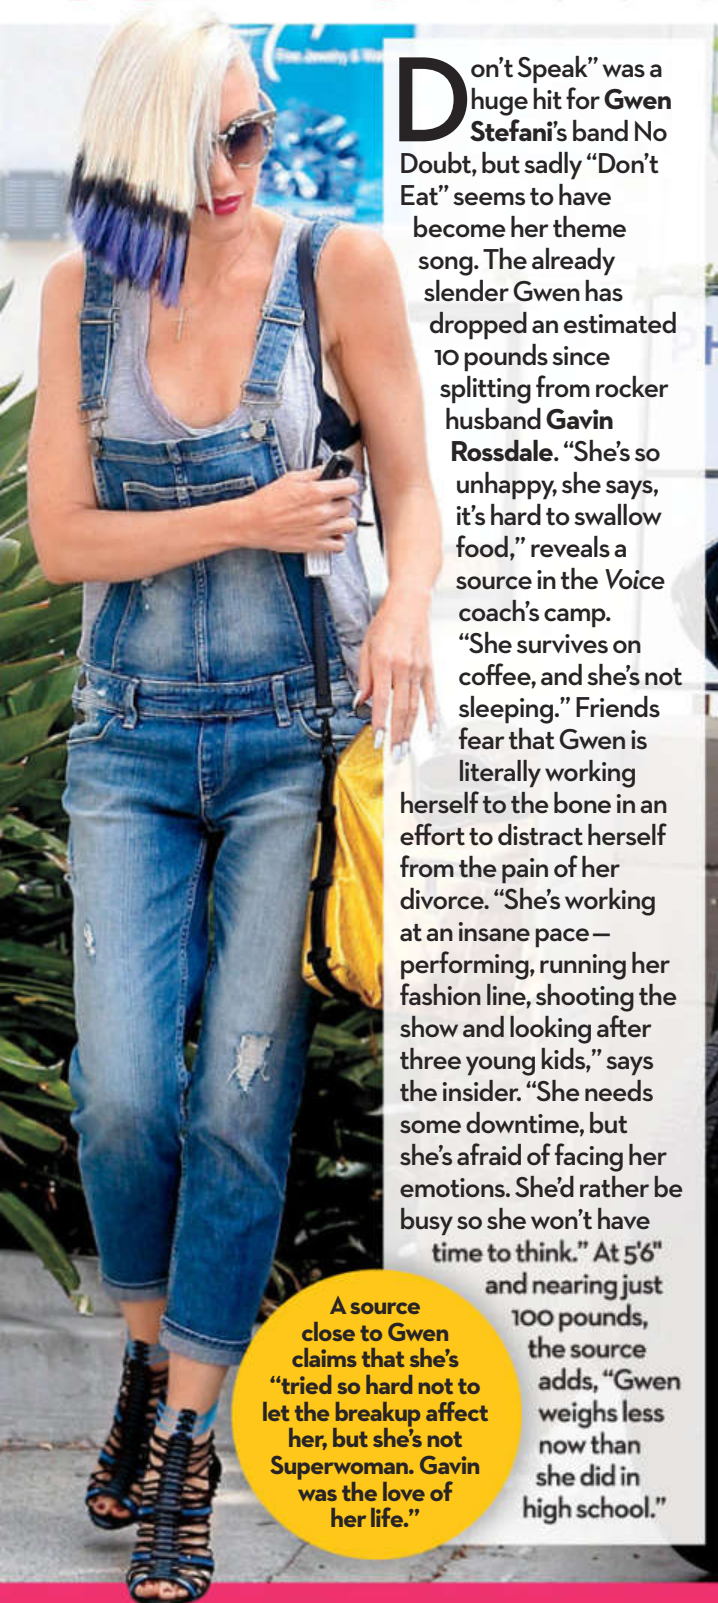 Fine Jewelry &
Don't Speak” was a
huge hit for Gwen
Stefani's band No
Doubt, but sadly “Don't
Eat” seems to have
become her theme
song. The already
slender Gwen has
dropped an estimated
10 pounds since
splitting from rocker
husband Gavin
Rossdale. “She's so
unhappy, she says,
it's hard to swallow
food,” reveals a
source in the Voice
coach's camp.
“She survives on
coffee, and she's not
sleeping.” Friends
fear that Gwen is
literally working
herself to the bone in an
effort to distract herself
from the pain of her
divorce. “She's working
at an insane pace—
performing, running her
fashion line, shooting the
show and looking after
three young kids,” says
the insider. “She needs
some downtime, but
she's afraid of facing her
emotions. She'd rather be
busy so she won't have
time to think.” At 5'6"
and nearing just
100 pounds,
the source
adds, “Gwen
weighs less
now than
she did in
high school.”
A source
close to Gwen
claims that she's
“tried so hard not to
let the breakup affect
her, but she's not
Superwoman. Gavin
was the love of
her life.”